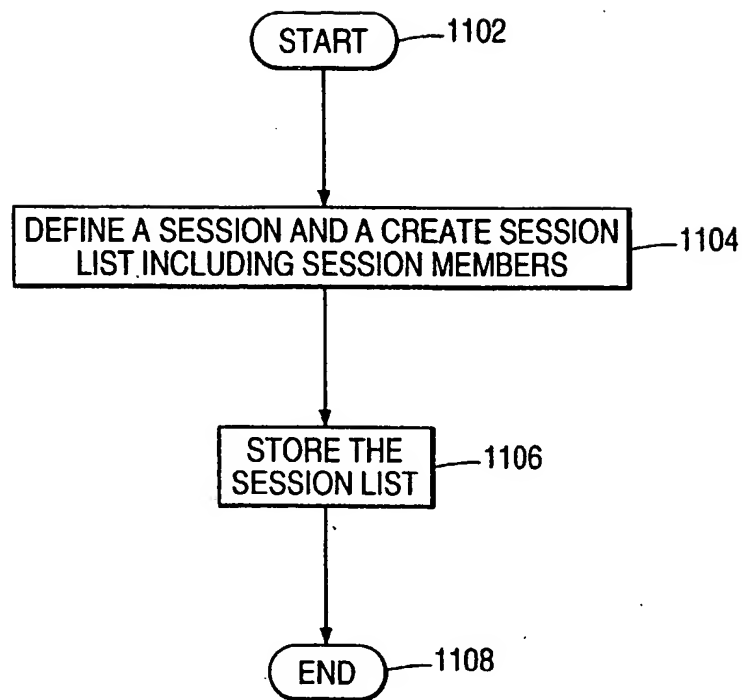 START
1102
DEFINE A SESSION AND A CREATE SESSION
LIST INCLUDING SESSION MEMBERS
1104
STORE THE
SESSION LIST
1106
END
1108